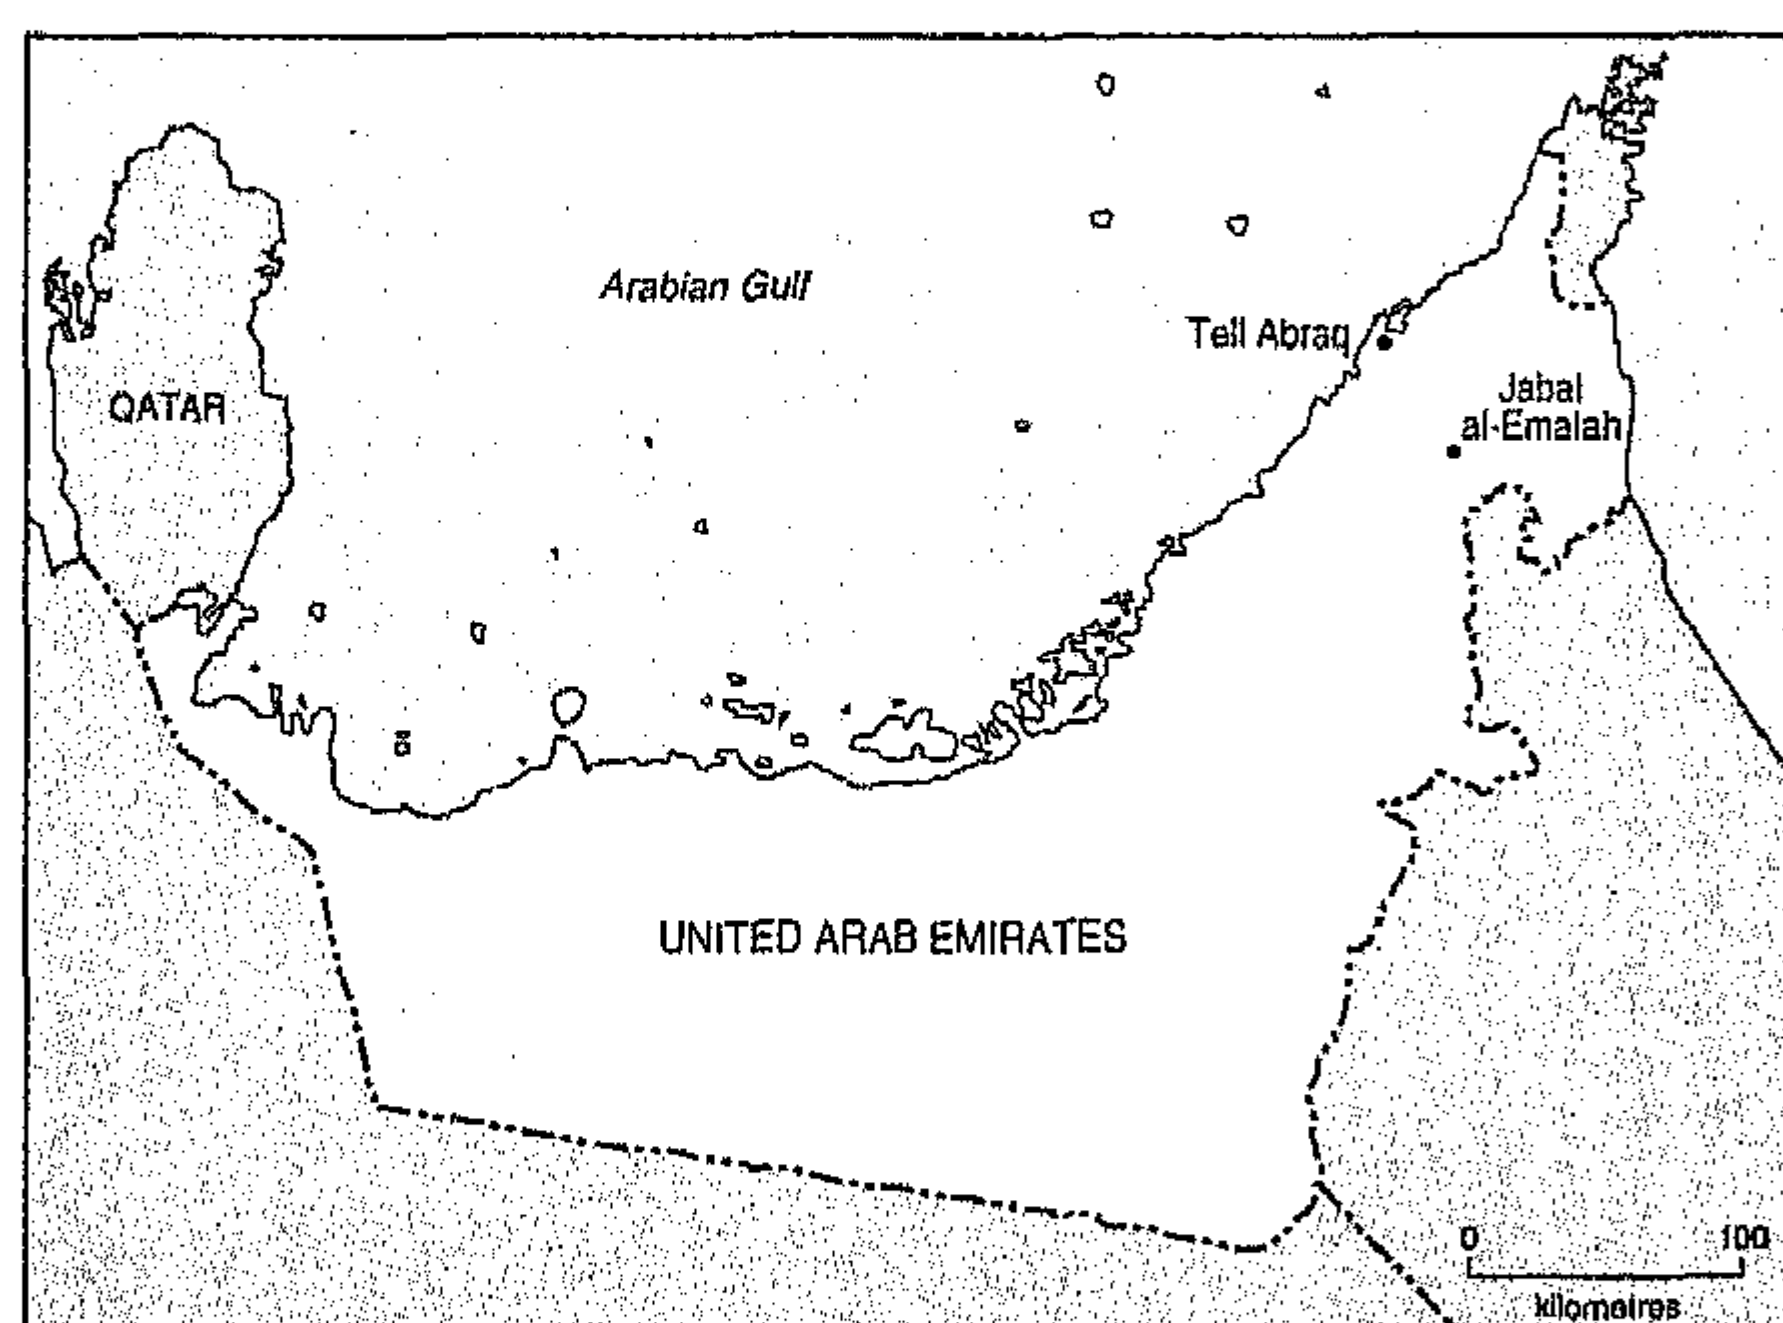 Arabian Gulf
Tell Abraq
QATAR
Jabal
al-Emalah
UNITED ARAB EMIRATES
0 100
kilometres